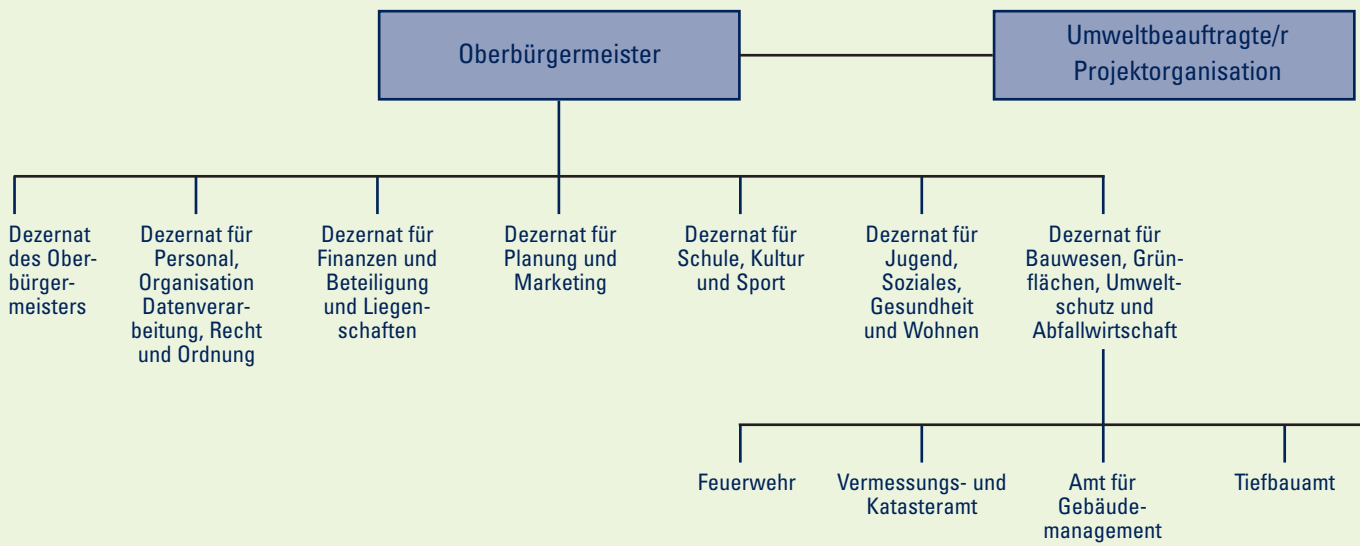 Oberbürgermeister
Umweltbeauftragte/r
Projektorganisation
Dezernat
des Ober-
bürger-
meisters
Dezernat für
Personal,
Organisation
Datenverar-
beitung, Recht
und Ordnung
Dezernat für
Finanzen und
Beteiligung
und Liegen-
schaften
Dezernat für
Planung und
Marketing
Dezernat für
Schule, Kultur
und Sport
Dezernat für
Jugend,
Soziales,
Gesundheit
und Wohnen
Dezernat für
Bauwesen, Grün-
flächen, Umwelt-
schutz und
Abfallwirtschaft
Feuerwehr
Vermessungs- und
Katasteramt
Amt für
Gebäude-
management
Tiefbauamt